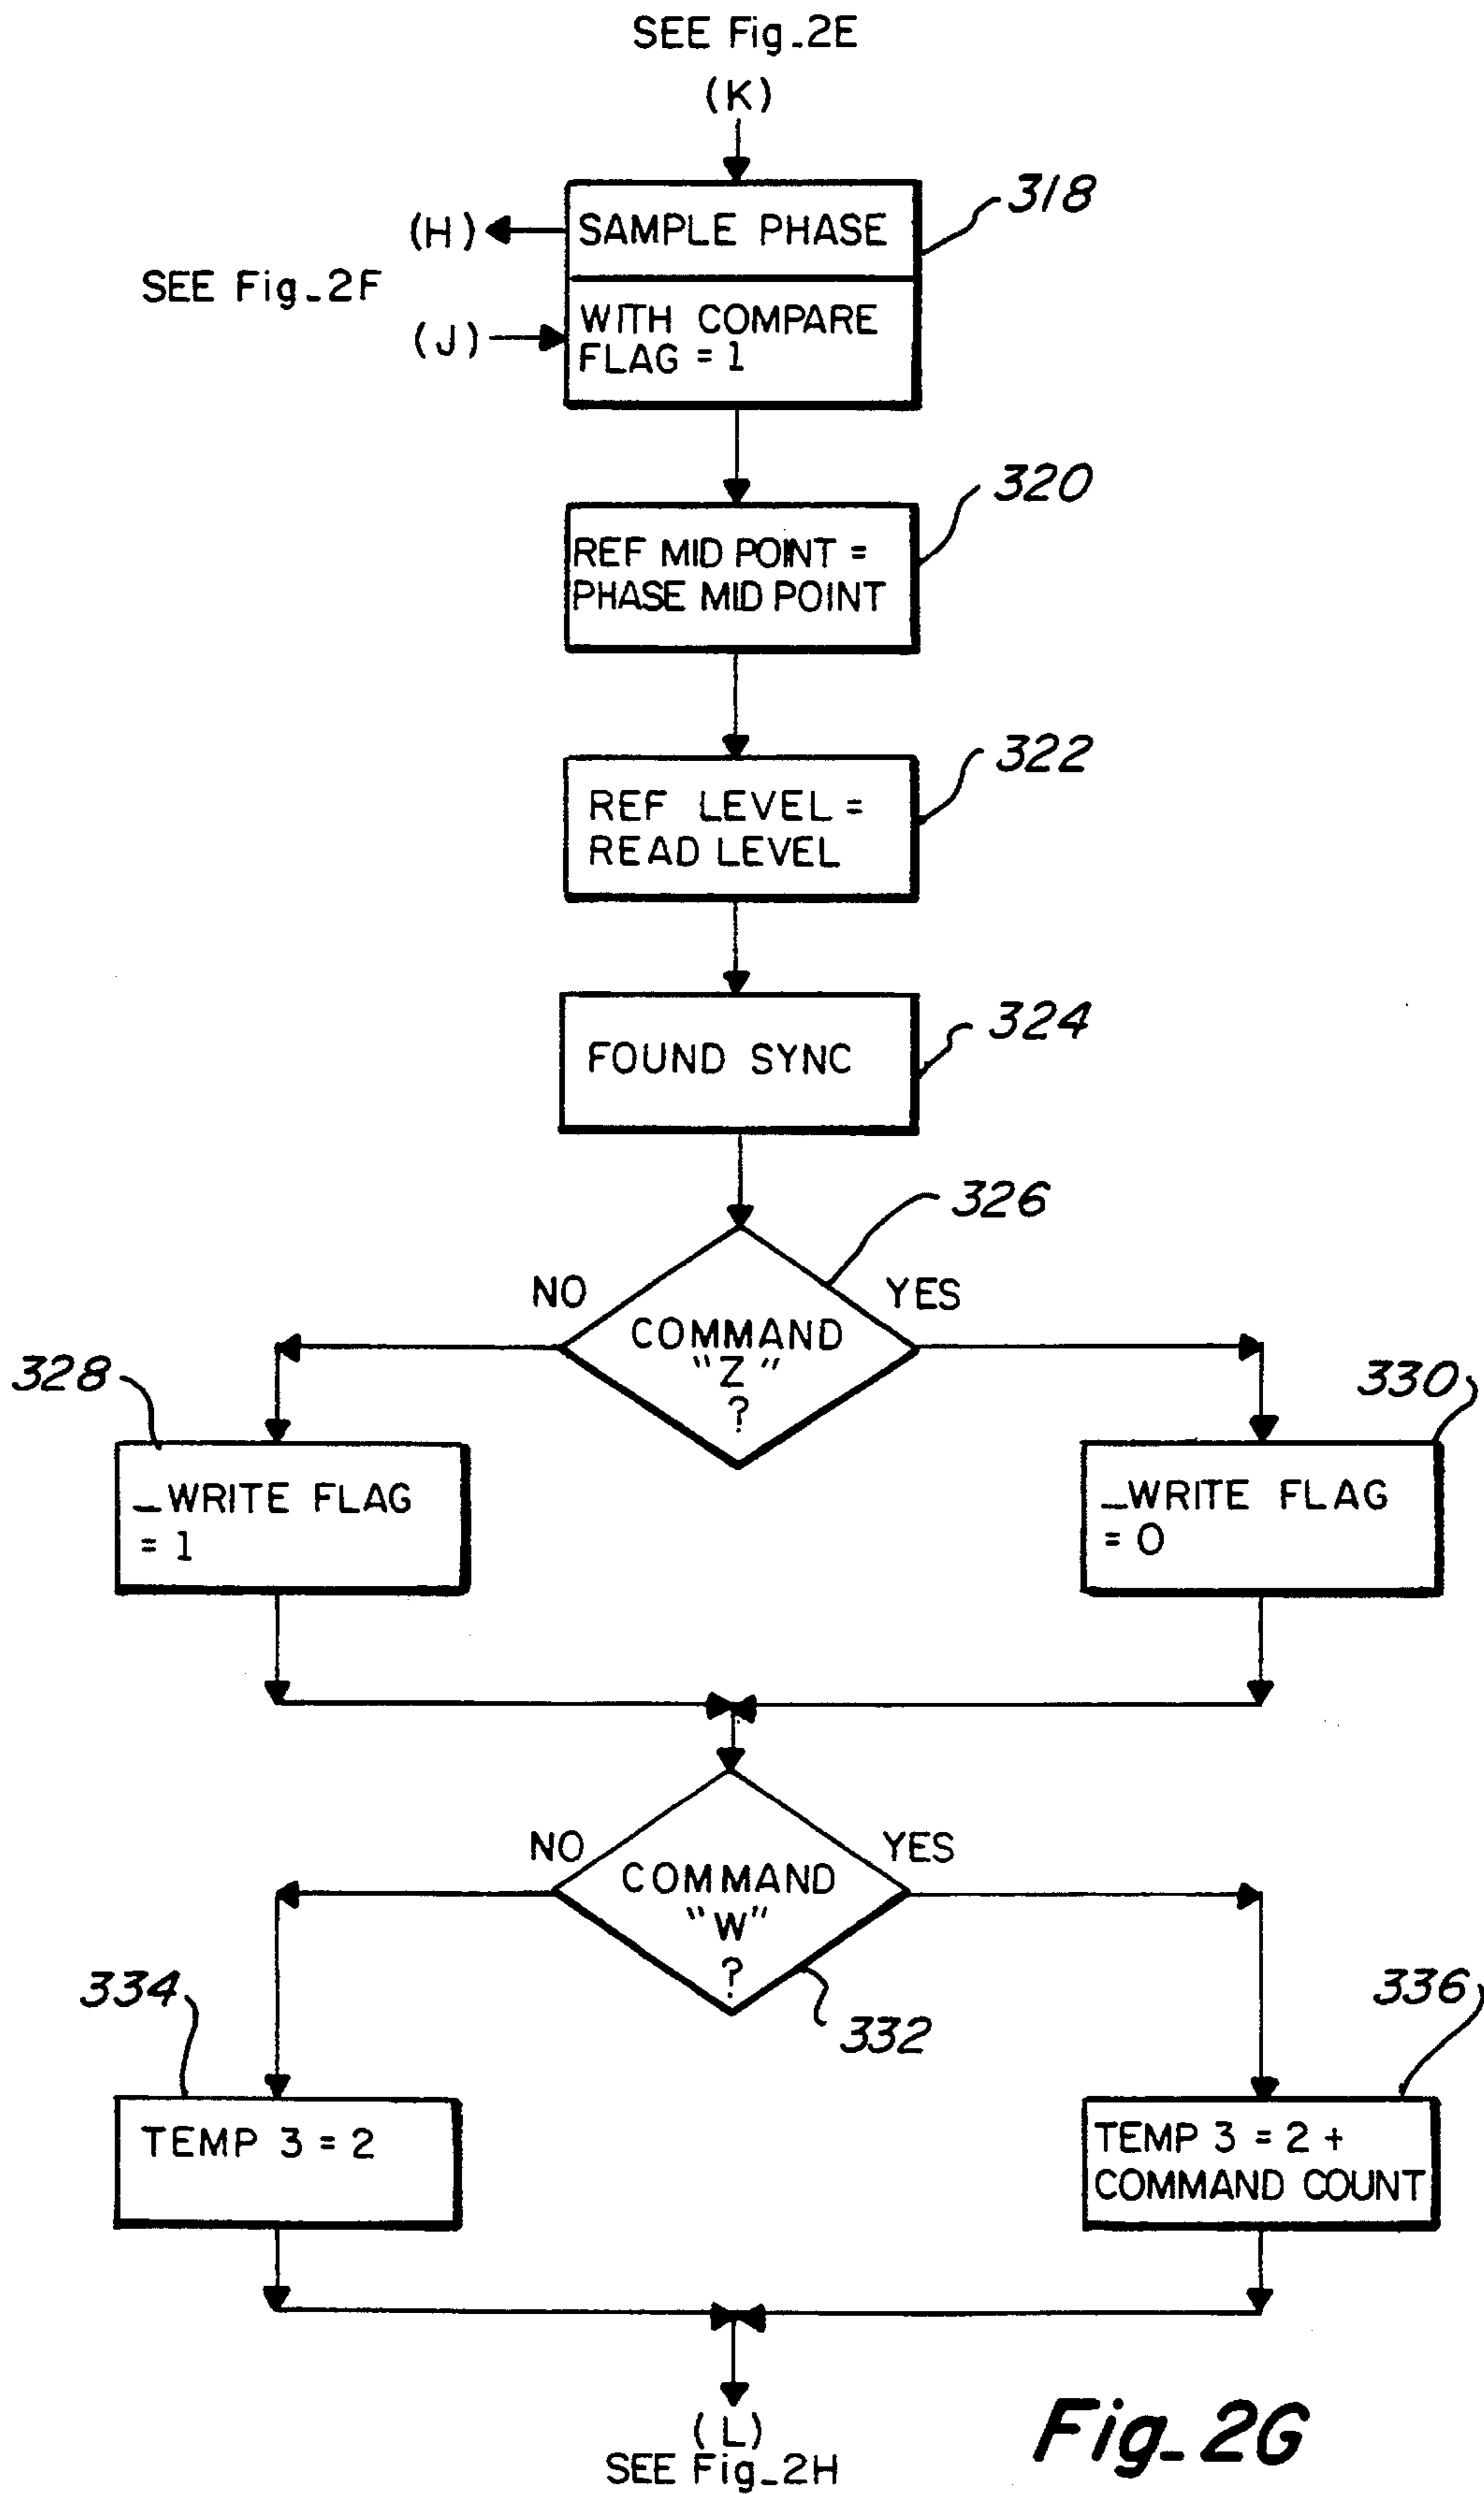 SEE Fig_2E
(K)
318
(H)
SAMPLE PHASE
SEE Fig_2F
(J)
WITH COMPARE
FLAG = 1
320
REF MID POINT =
PHASE MID POINT
322
REF LEVEL =
READ LEVEL
324
FOUND SYNC
326
NO
YES
COMMAND
"Z"
?
328
330
_WRITE FLAG
= 1
_WRITE FLAG
= 0
NO
YES
COMMAND
"W"
?
332
334
336
TEMP 3 = 2
TEMP 3 = 2 +
COMMAND COUNT
(L)
SEE Fig_2H
Fig_2G